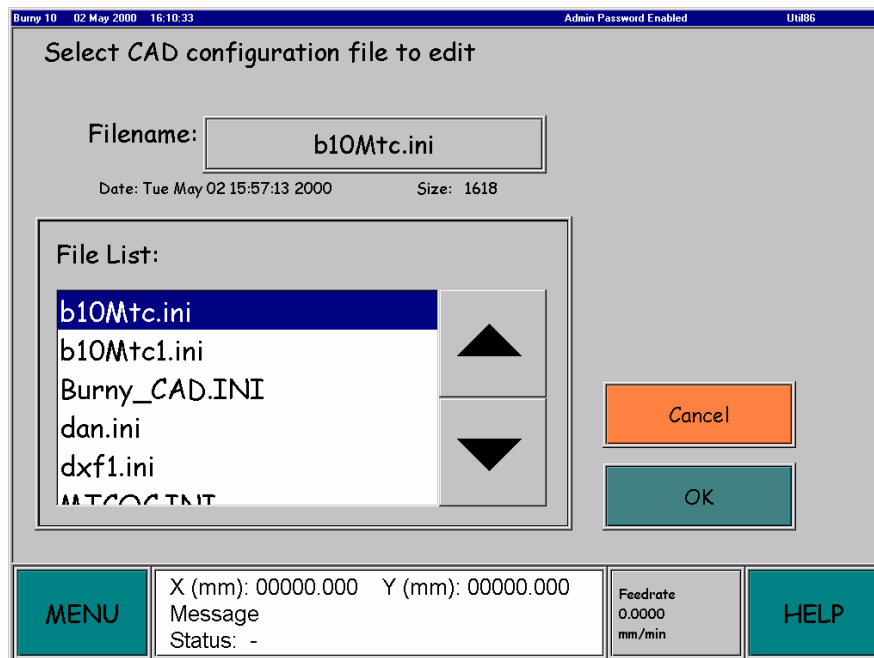 Burny 10 02 May 2000 16:10:33 Admin Password Enabled Util86
Select CAD configuration file to edit
Filename: b10Mtc.ini
Date: Tue May 02 15:57:13 2000 Size: 1618
File List:
b10Mtc.ini
b10Mtc1.ini
Burny_CAD.INI
dan.ini
dxf1.ini
Cancel
OK
MENU
X (mm): 00000.000 Y (mm): 00000.000
Message
Status: -
Feedrate
0.0000
mm/min
HELP